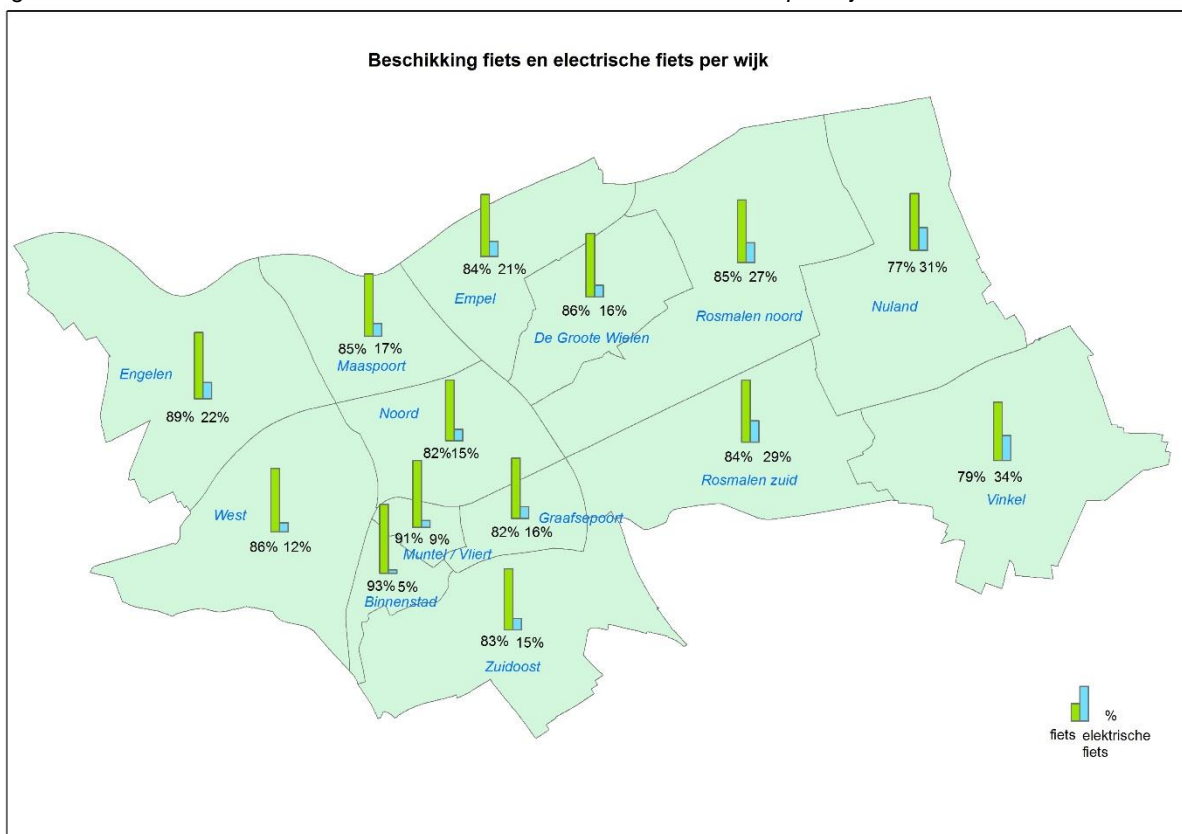 Beschikking fiets en electrische fiets per wijk
84% 21%
Empel
86% 16%
De Groote Wielen
85% 27%
Rosmalen noord
77% 31%
Nuland
85% 17%
Maaspoort
89% 22%
Engelen
Noord
82%15%
84% 29%
Rosmalen zuid
79% 34%
Vinkel
West
86% 12%
91% 9%
Muntel / Vliert
82% 16%
Graafsepoort
93% 5%
Binnenstad
83% 15%
Zuidoost
%
fiets elektrische
fiets